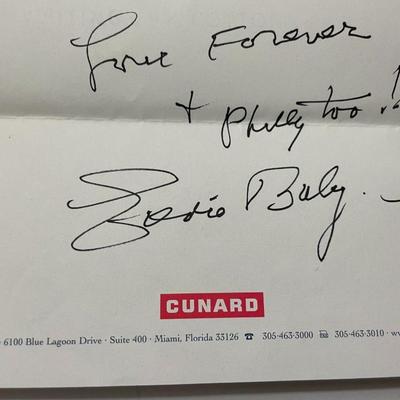 Love Forever
+ Philly too!!
Eddie Baby.
CUNARD
6100 Blue Lagoon Drive · Suite 400 · Miami, Florida 33126 ☎ 305-463-3000 📠 305-463-3010 · w